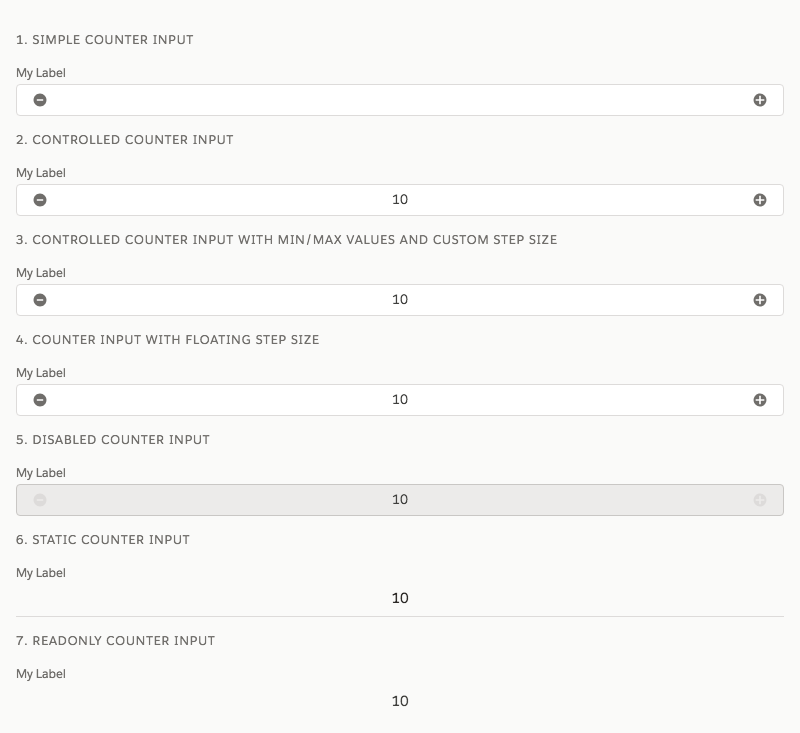 1. SIMPLE COUNTER INPUT
My Label
2. CONTROLLED COUNTER INPUT
My Label
10
3. CONTROLLED COUNTER INPUT WITH MIN/MAX VALUES AND CUSTOM STEP SIZE
My Label
10
4. COUNTER INPUT WITH FLOATING STEP SIZE
My Label
10
5. DISABLED COUNTER INPUT
My Label
10
6. STATIC COUNTER INPUT
My Label
10
7. READONLY COUNTER INPUT
My Label
10